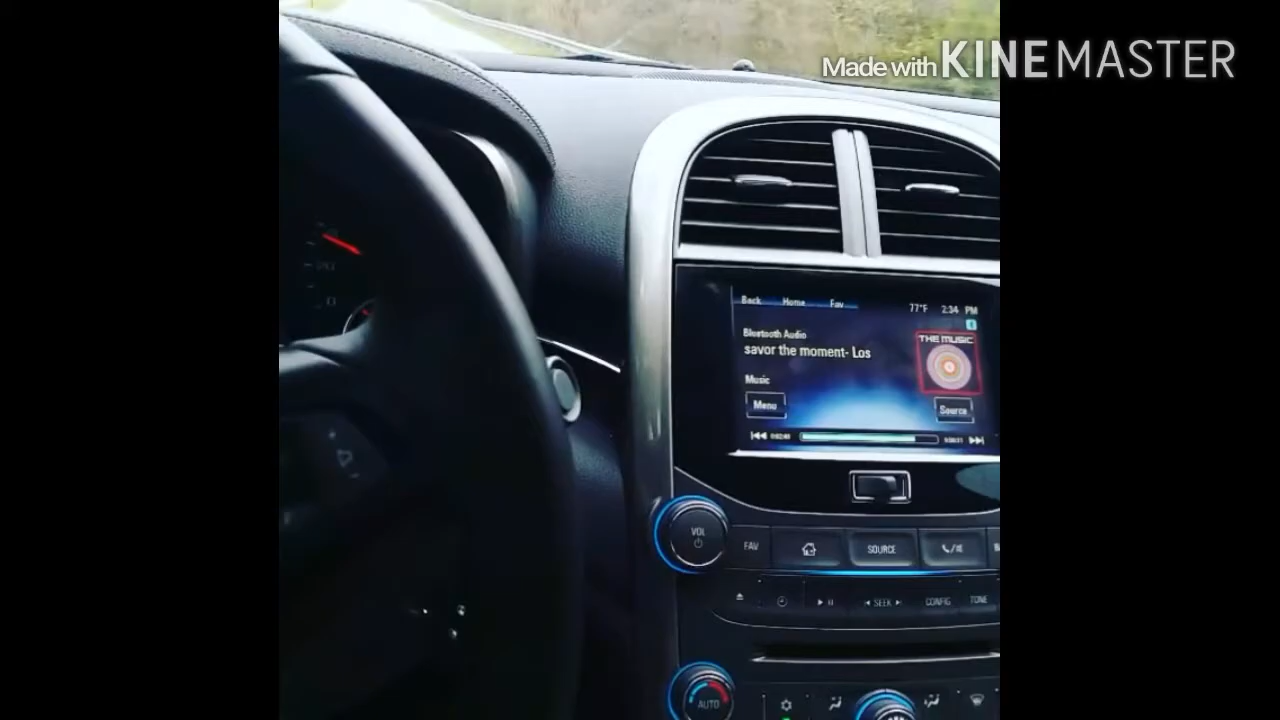 Made with KINEMASTER
Back Home Fav 77°F 2:34 PM
Bluetooth Audio
savor the moment- Los
THE MUSIC
Music
Menu
Source
VOL
FAV
SOURCE
SEEK
CONFIG
TONE
AUTO